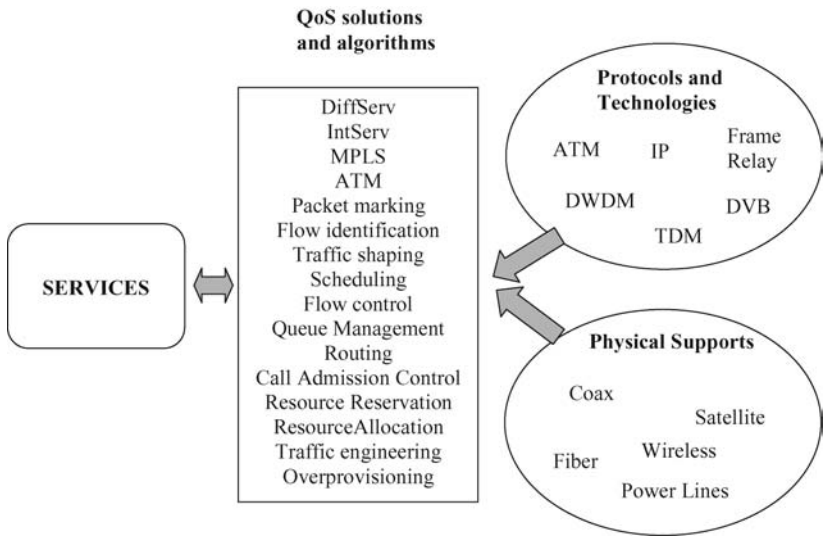 QoS solutions
and algorithms
SERVICES
DiffServ
IntServ
MPLS
ATM
Packet marking
Flow identification
Traffic shaping
Scheduling
Flow control
Queue Management
Routing
Call Admission Control
Resource Reservation
ResourceAllocation
Traffic engineering
Overprovisioning
Protocols and
Technologies
ATM
IP
Frame
Relay
DWDM
DVB
TDM
Physical Supports
Coax
Satellite
Fiber
Wireless
Power Lines